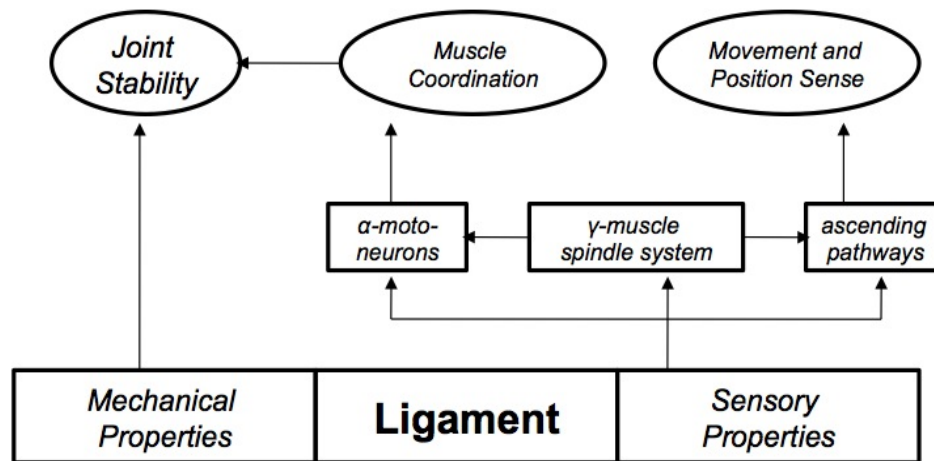 Joint
Stability
Muscle
Coordination
Movement and
Position Sense
α-moto-
neurons
γ-muscle
spindle system
ascending
pathways
Mechanical
Properties
Ligament
Sensory
Properties